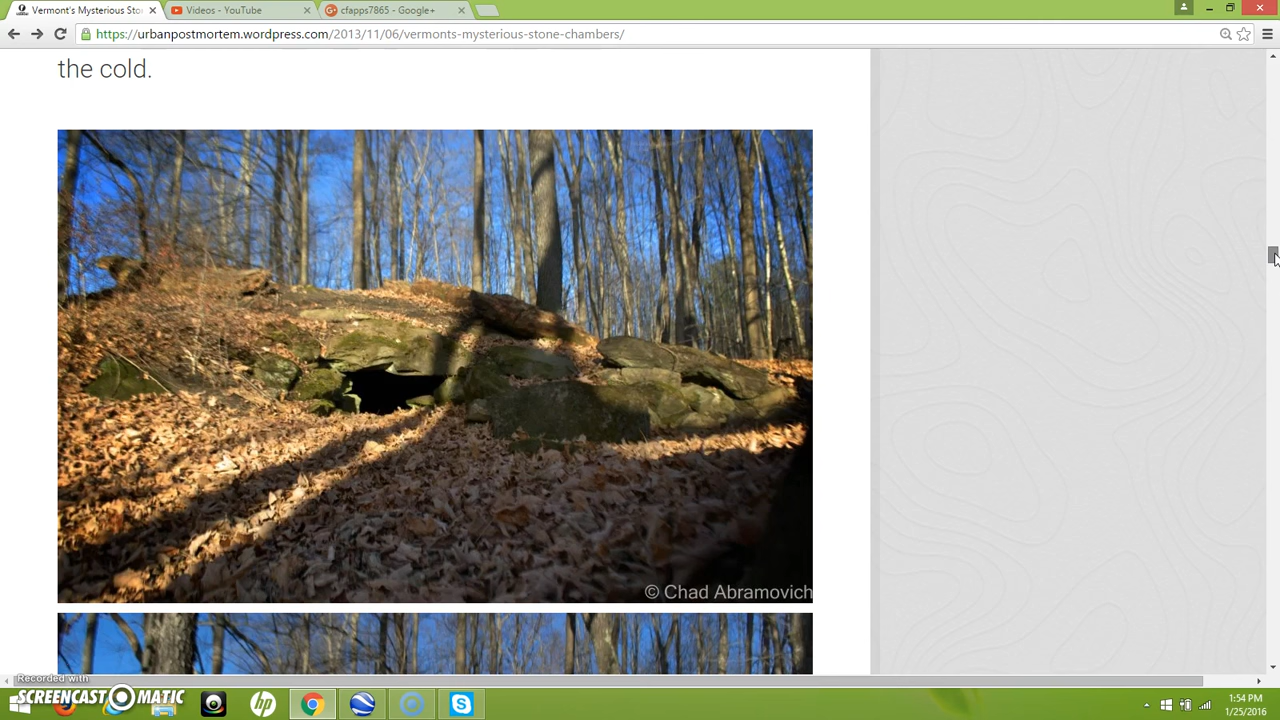 Vermont's Mysterious Sto
Videos - YouTube
cfapps7865 - Google+
https://urbanpostmortem.wordpress.com/2013/11/06/vermonts-mysterious-stone-chambers/
the cold.
© Chad Abramovich
Recorded with
SCREENCAST MATIC
hp
1:54 PM
1/25/2016